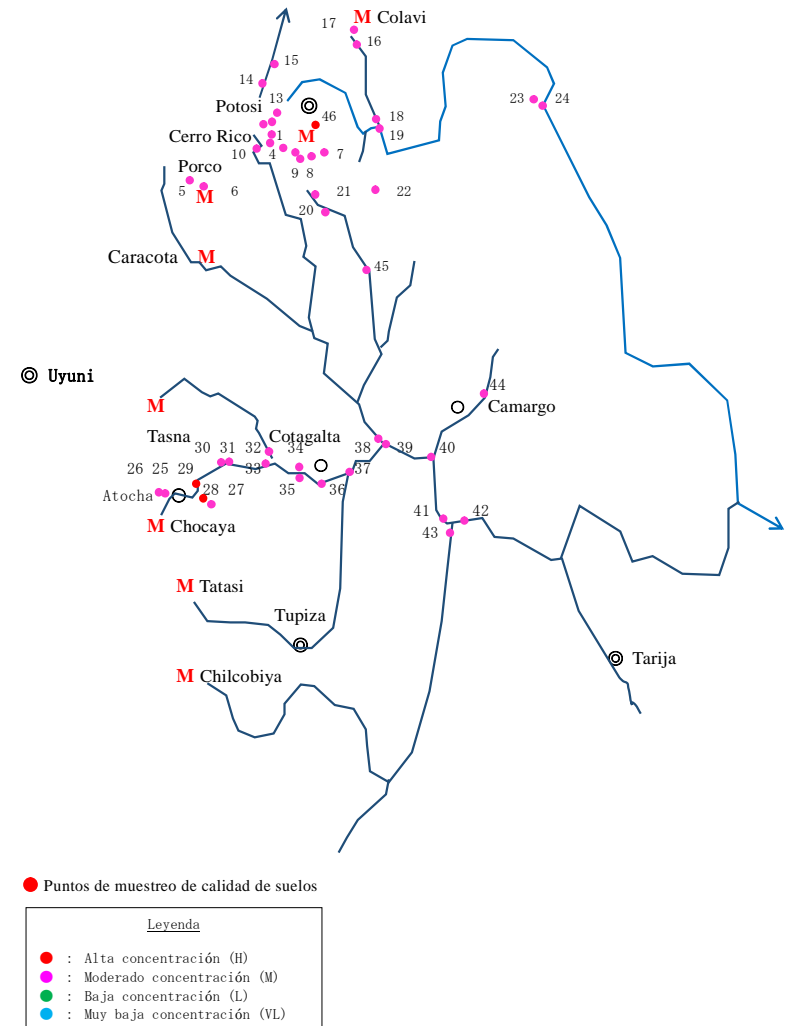 17 M Colavi
16
15
14
13
Potosi
46
18
23 24
Cerro Rico 1 M
19
10 4 7
Porco
9 8
5 M 6
21 22
20
Caracota M
45
Uyuni
44
M
Camargo
Tasna
Cotagalta
30 31 32 34 38 39 40
33
26 25 29 37
Atocha 28 27 35 36
M Chocaya
41 42
43
M Tatasi
Tupiza
Tarija
M Chilcobiya
Puntos de muestreo de calidad de suelos
Leyenda
: Alta concentración (H)
: Moderado concentración (M)
: Baja concentración (L)
: Muy baja concentración (VL)